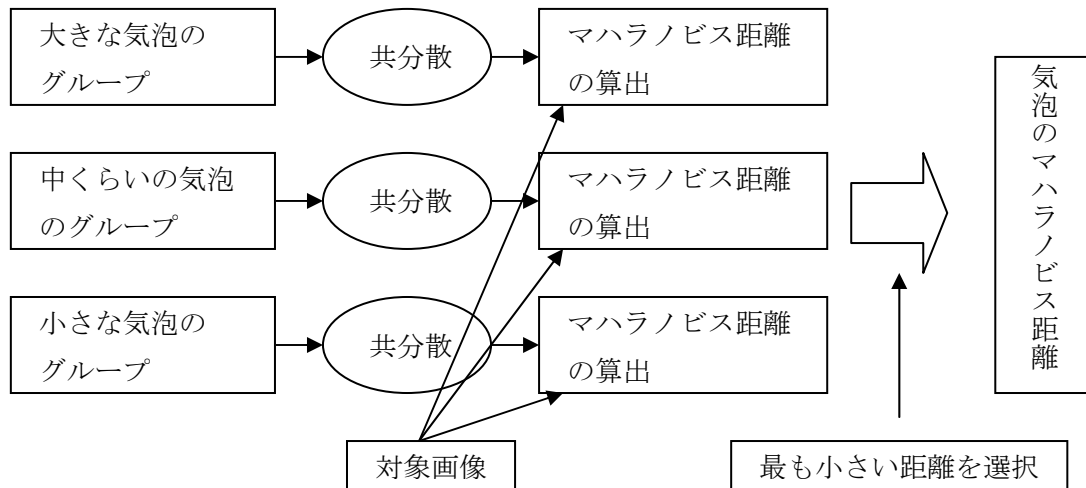 大きな気泡の
グループ
共分散
マハラノビス距離
の算出
中くらいの気泡
のグループ
共分散
マハラノビス距離
の算出
小さな気泡の
グループ
共分散
マハラノビス距離
の算出
気泡のマハラノビス距離
対象画像
最も小さい距離を選択